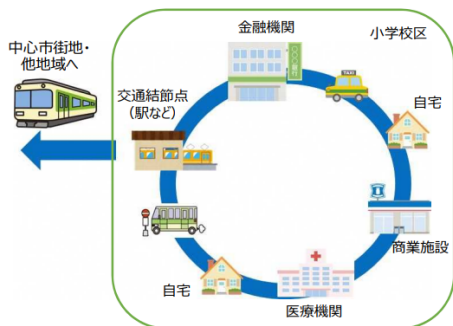 中心市街地・
他地域へ
金融機関
小学校区
TAXI
交通結節点
(駅など)
自宅
商業施設
自宅
医療機関